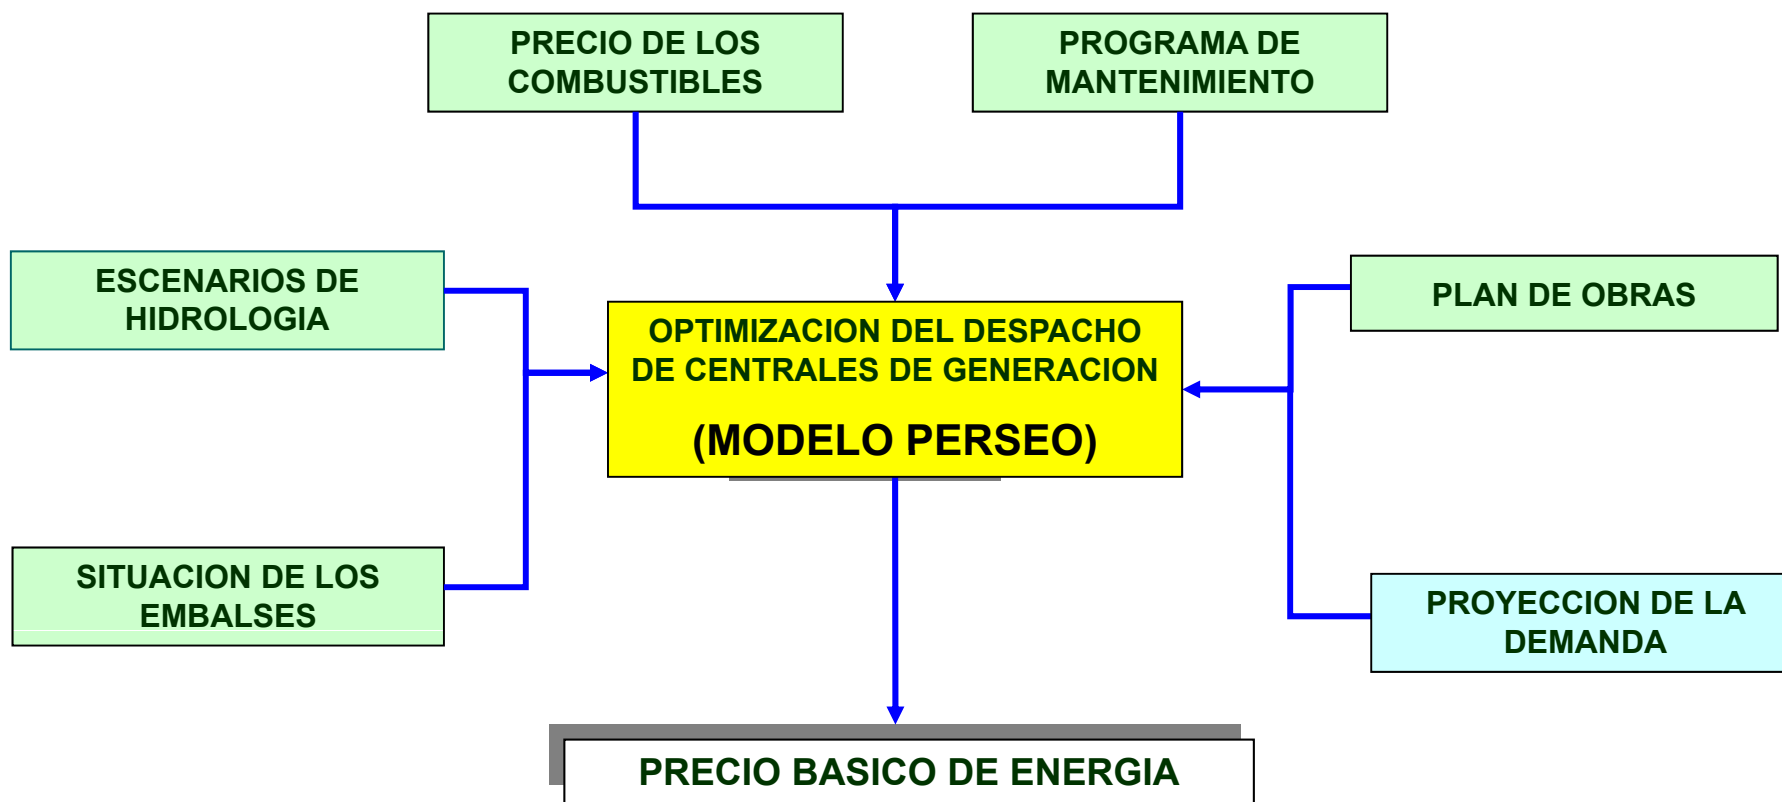 PRECIO DE LOS
COMBUSTIBLES
PROGRAMA DE
MANTENIMIENTO
ESCENARIOS DE
HIDROLOGIA
PLAN DE OBRAS
OPTIMIZACION DEL DESPACHO
DE CENTRALES DE GENERACION
(MODELO PERSEO)
SITUACION DE LOS
EMBALSES
PROYECCION DE LA
DEMANDA
PRECIO BASICO DE ENERGIA